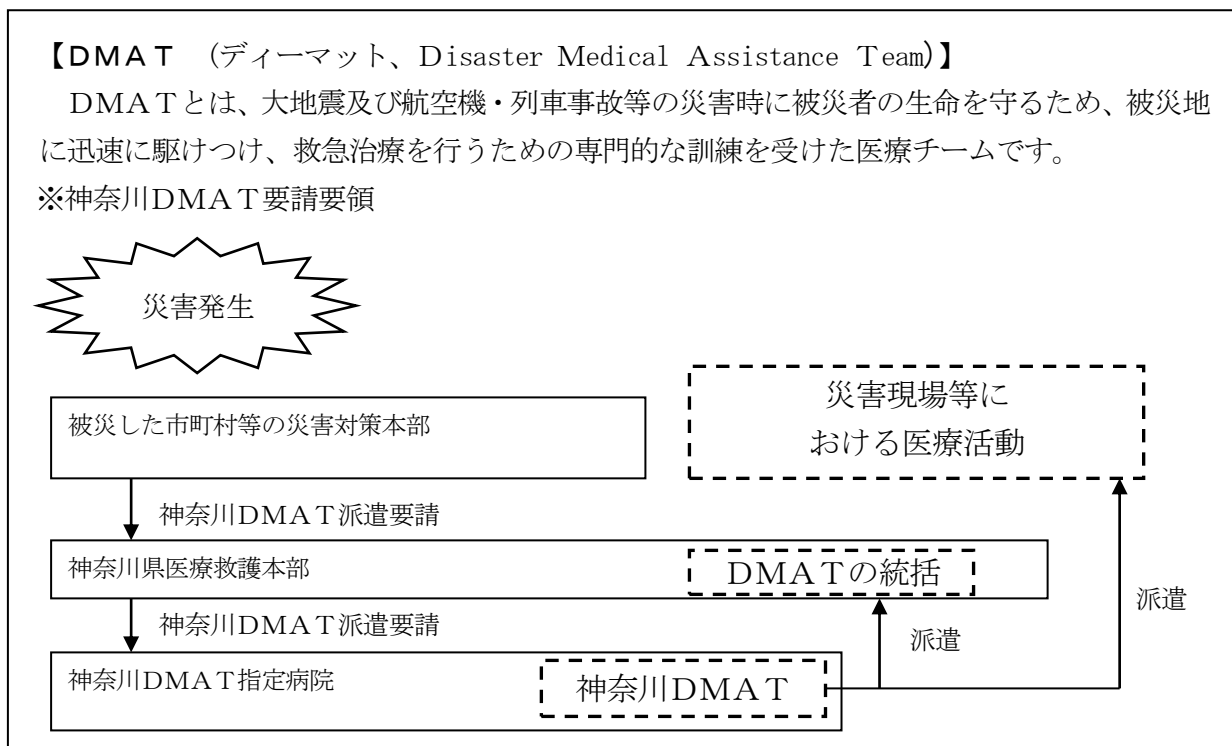 【ＤＭＡＴ　(ディーマット、Ｄisaster Ｍedical Ａssistance Ｔeam)】
　ＤＭＡＴとは、大地震及び航空機・列車事故等の災害時に被災者の生命を守るため、被災地
に迅速に駆けつけ、救急治療を行うための専門的な訓練を受けた医療チームです。
※神奈川ＤＭＡＴ要請要領
災害発生
災害現場等に
おける医療活動
被災した市町村等の災害対策本部
神奈川ＤＭＡＴ派遣要請
神奈川県医療救護本部
ＤＭＡＴの統括
派遣
神奈川ＤＭＡＴ派遣要請
派遣
神奈川ＤＭＡＴ指定病院
神奈川ＤＭＡＴ